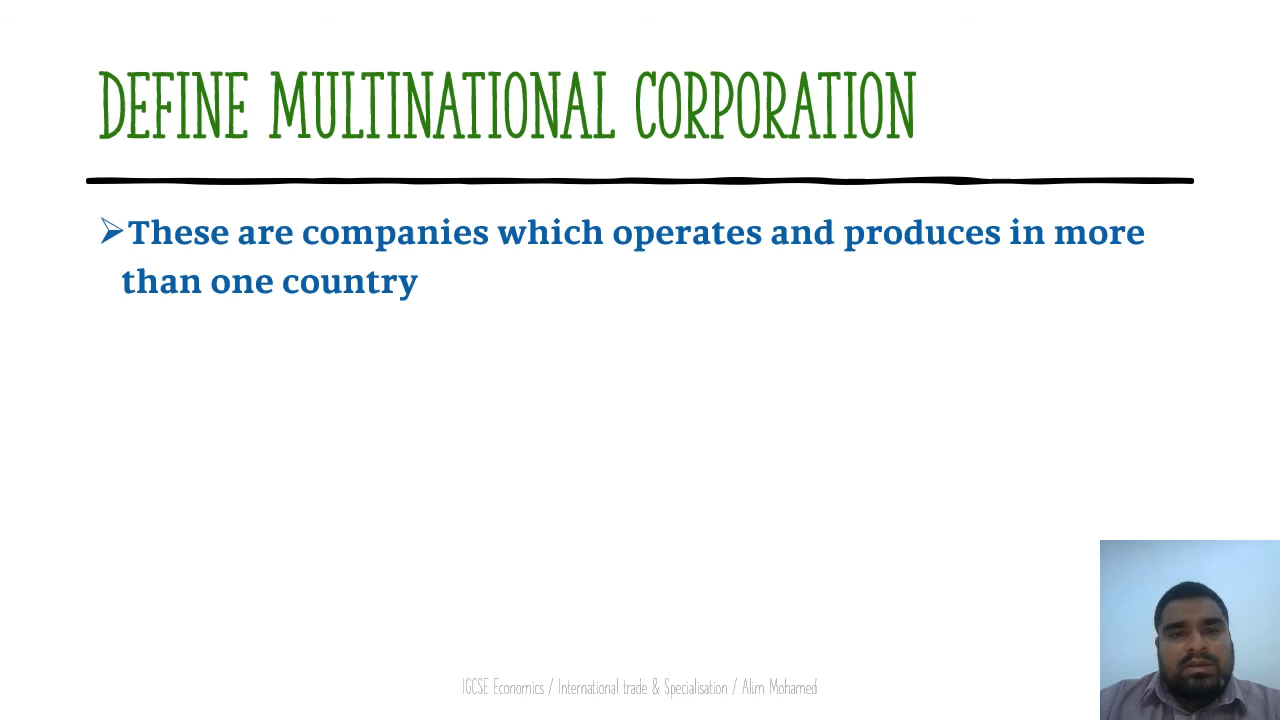 DEFINE MULTINATIONAL CORPORATION
➢These are companies which operates and produces in more
than one country
IGCSE Economics / International trade & Specialisation / Alim Mohamed